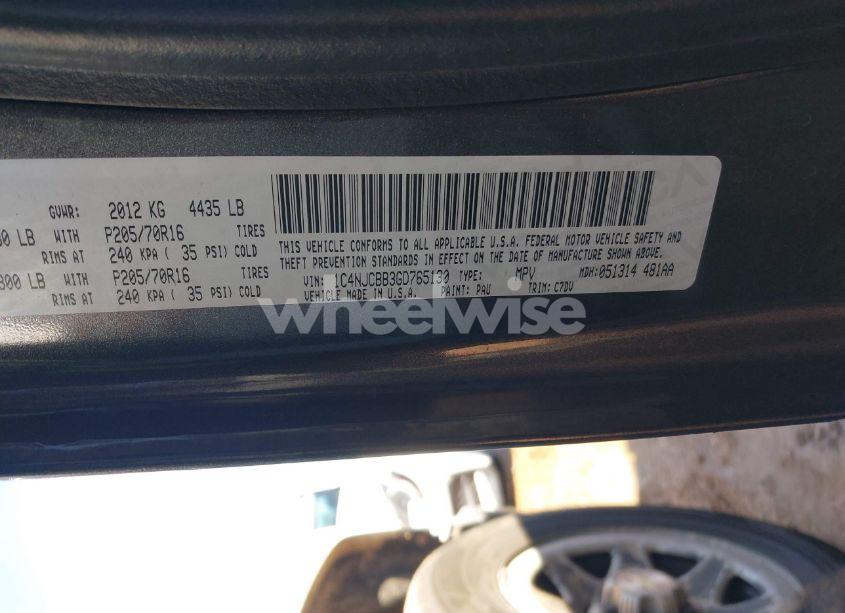 GVWR: 2012 KG 4435 LB
LB WITH P205/70R16 TIRES
RIMS AT 240 KPA ( 35 PSI) COLD
800 LB WITH P205/70R16 TIRES
RIMS AT 240 KPA ( 35 PSI) COLD
THIS VEHICLE CONFORMS TO ALL APPLICABLE U.S.A. FEDERAL MOTOR VEHICLE SAFETY AND
THEFT PREVENTION STANDARDS IN EFFECT ON THE DATE OF MANUFACTURE SHOWN ABOVE.
VIN: 1C4NJCBB3GD765130 TYPE: MPV MDH: 051314 481AA
VEHICLE MADE IN U.S.A. PAINT: PAU TRIM: C7DV
wheelwise